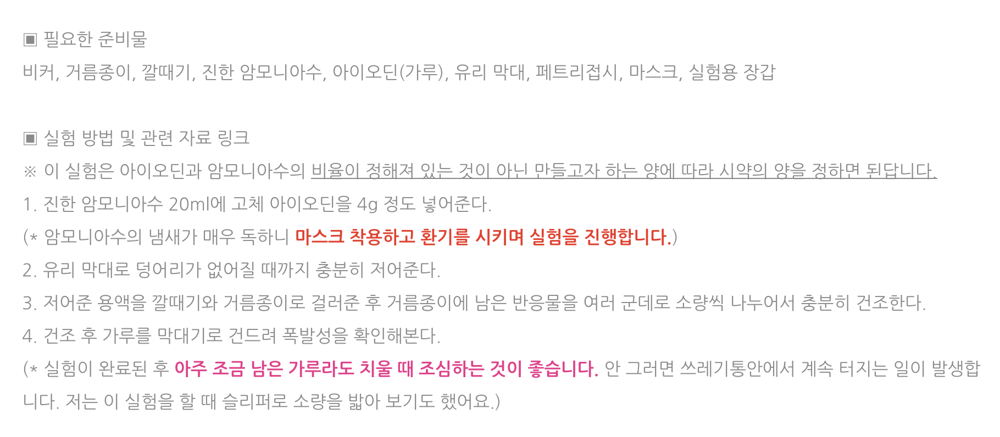 ▣ 필요한 준비물
비커, 거름종이, 깔때기, 진한 암모니아수, 아이오딘(가루), 유리 막대, 페트리접시, 마스크, 실험용 장갑
▣ 실험 방법 및 관련 자료 링크
※ 이 실험은 아이오딘과 암모니아수의 비율이 정해져 있는 것이 아닌 만들고자 하는 양에 따라 시약의 양을 정하면 된답니다.
1. 진한 암모니아수 20ml에 고체 아이오딘을 4g 정도 넣어준다.
(* 암모니아수의 냄새가 매우 독하니 마스크 착용하고 환기를 시키며 실험을 진행합니다.)
2. 유리 막대로 덩어리가 없어질 때까지 충분히 저어준다.
3. 저어준 용액을 깔때기와 거름종이로 걸러준 후 거름종이에 남은 반응물을 여러 군데로 소량씩 나누어서 충분히 건조한다.
4. 건조 후 가루를 막대기로 건드려 폭발성을 확인해본다.
(* 실험이 완료된 후 아주 조금 남은 가루라도 치울 때 조심하는 것이 좋습니다. 안 그러면 쓰레기통안에서 계속 터지는 일이 발생합
니다. 저는 이 실험을 할 때 슬리퍼로 소량을 밟아 보기도 했어요.)